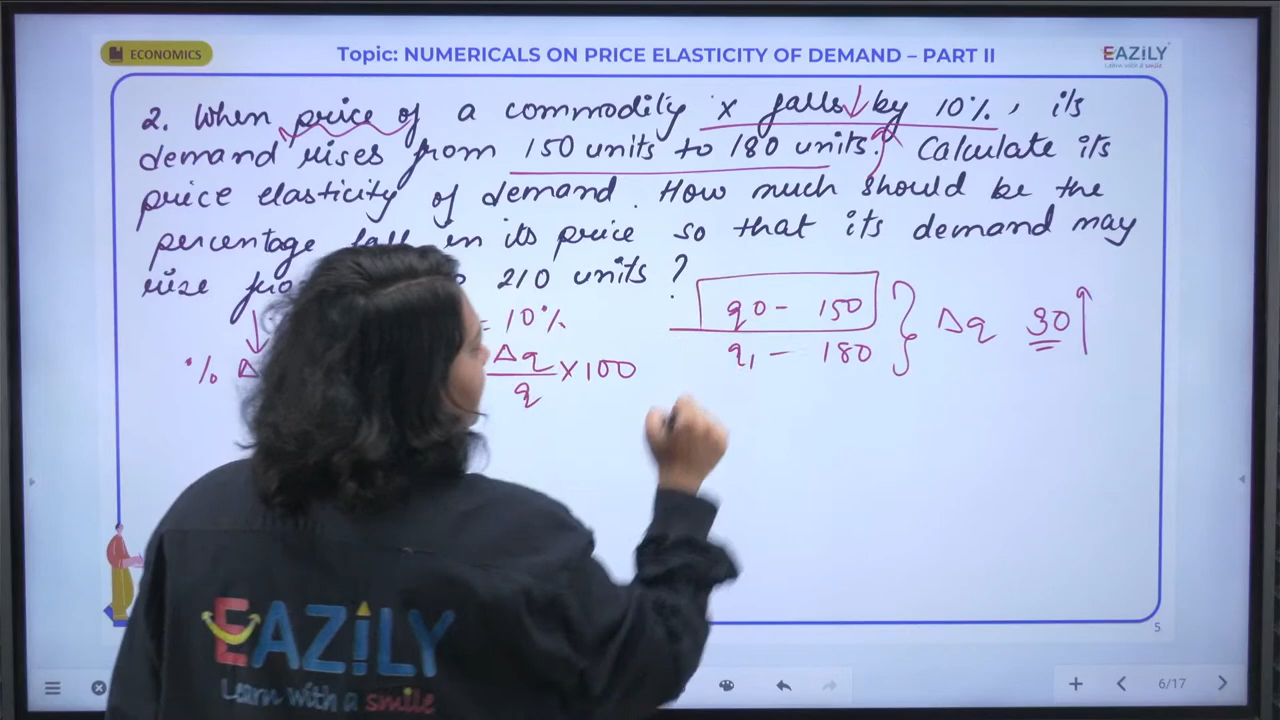 ECONOMICS
Topic: NUMERICALS ON PRICE ELASTICITY OF DEMAND – PART II
EAZILY
Learn with a smile
2. When price of a commodity x falls↓ by 10%, its
demand rises from 150 units to 180 units. Calculate its
price elasticity of demand. How much should be the
percentage fall in its price so that its demand may
rise 210 units ?
= 10%
q0 - 150
q1 - 180
Δq 30↑
% Δ
Δq/q × 100
5
EAZILY
Learn with a smile
6/17